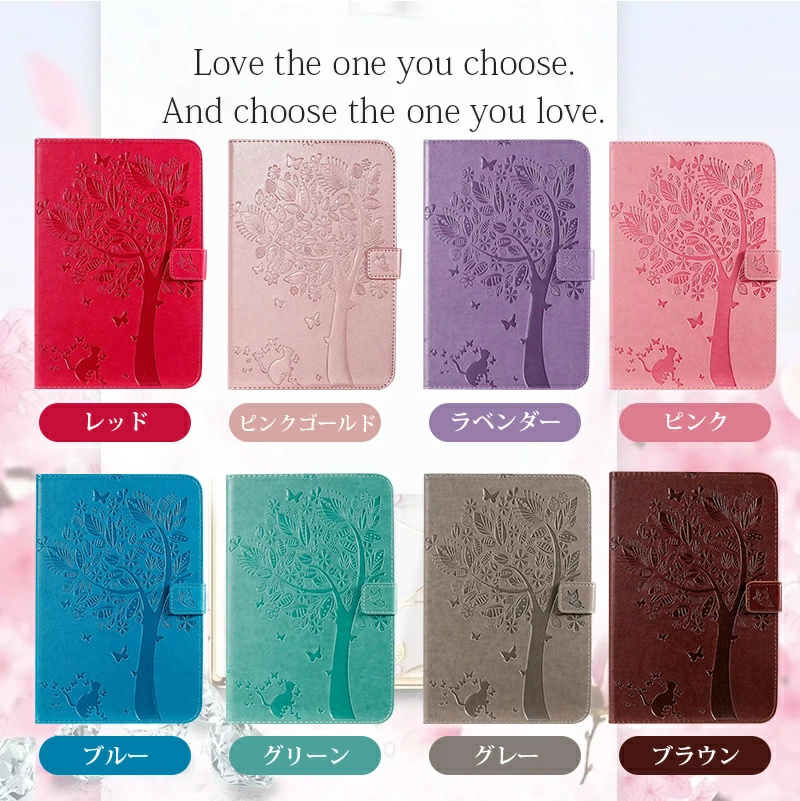 Love the one you choose.
And choose the one you love.
レッド
ピンクゴールド
ラベンダー
ピンク
ブルー
グリーン
グレー
ブラウン